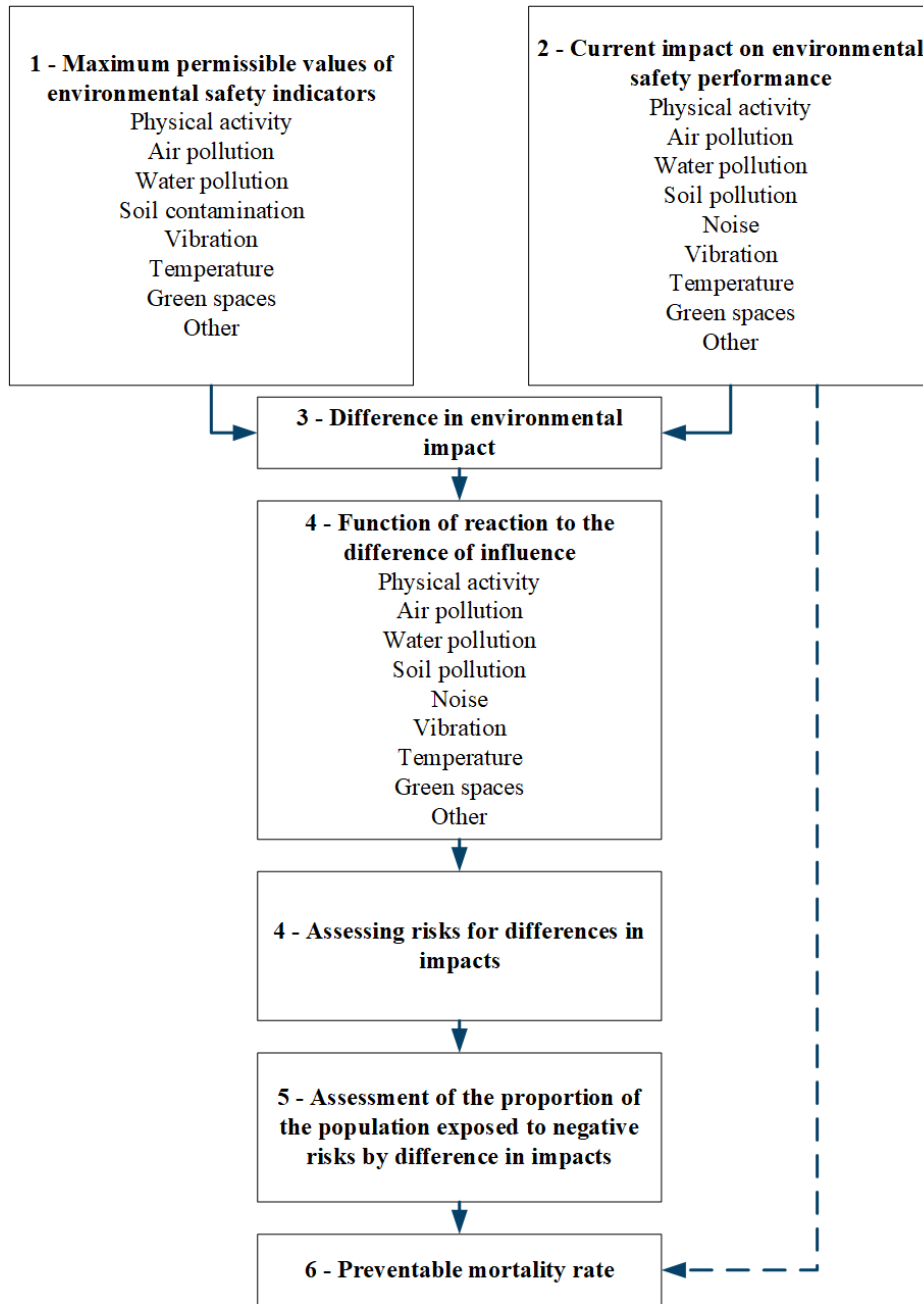 1 - Maximum permissible values of
environmental safety indicators
Physical activity
Air pollution
Water pollution
Soil contamination
Vibration
Temperature
Green spaces
Other
2 - Current impact on environmental
safety performance
Physical activity
Air pollution
Water pollution
Soil pollution
Noise
Vibration
Temperature
Green spaces
Other
3 - Difference in environmental
impact
4 - Function of reaction to the
difference of influence
Physical activity
Air pollution
Water pollution
Soil pollution
Noise
Vibration
Temperature
Green spaces
Other
4 - Assessing risks for differences in
impacts
5 - Assessment of the proportion of
the population exposed to negative
risks by difference in impacts
6 - Preventable mortality rate